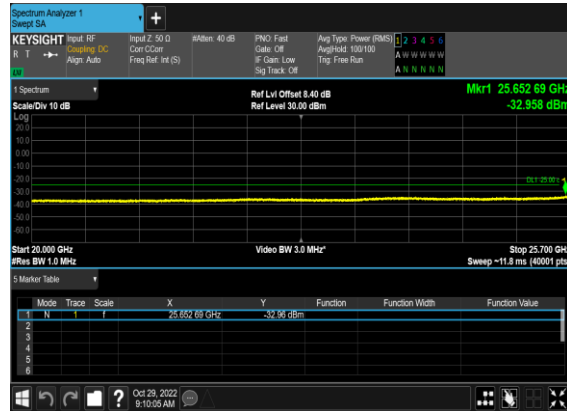 Spectrum Analyzer 1
Swept SA
+
KEYSIGHT
R T
LW
Input: RF
Coupling: DC
Align: Auto
Input Z: 50 Ω
Corr CCorr
Freq Ref: Int (S)
#Atten: 40 dB
PNO: Fast
Gate: Off
IF Gain: Low
Sig Track: Off
Avg Type: Power (RMS)
Avg|Hold: 100/100
Trig: Free Run
1 2 3 4 5 6
A W W W W W
A N N N N N
1 Spectrum
Scale/Div 10 dB
Log
Ref Lvl Offset 8.40 dB
Ref Level 30.00 dBm
Mkr1 25.652 69 GHz
-32.958 dBm
20.0
10.0
0.00
-10.0
-20.0
-30.0
-40.0
-50.0
-60.0
DL1 -25.00
Start 20.000 GHz
#Res BW 1.0 MHz
Video BW 3.0 MHz*
Stop 25.700 GHz
Sweep ~11.8 ms (40001 pts
5 Marker Table
Mode Trace Scale X Y Function Function Width Function Value
1 N 1 f 25.652 69 GHz -32.96 dBm
2
3
4
5
6
?
Oct 29, 2022
9:10:05 AM